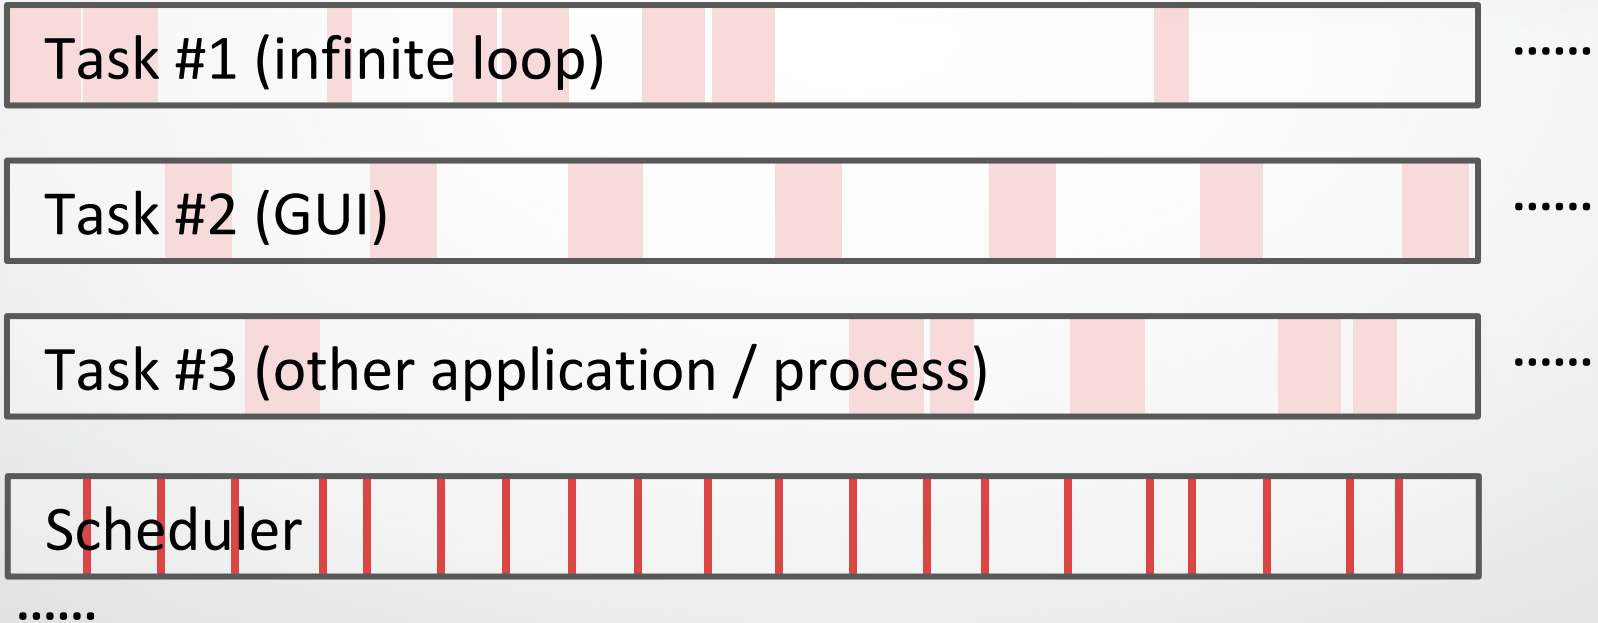 Task #1 (infinite loop)
......
Task #2 (GUI)
......
Task #3 (other application / process)
......
Scheduler
......